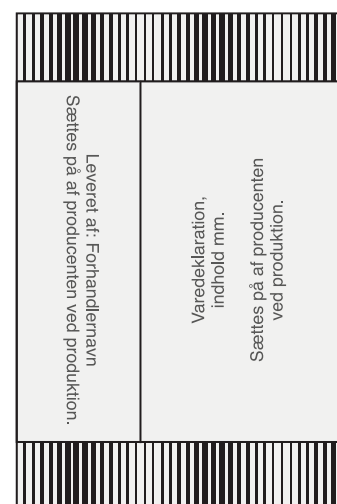 Leveret af: Forhandlernavn
Sættes på af producenten ved produktion.
Varedeklaration,
indhold mm.
Sættes på af producenten
ved produktion.